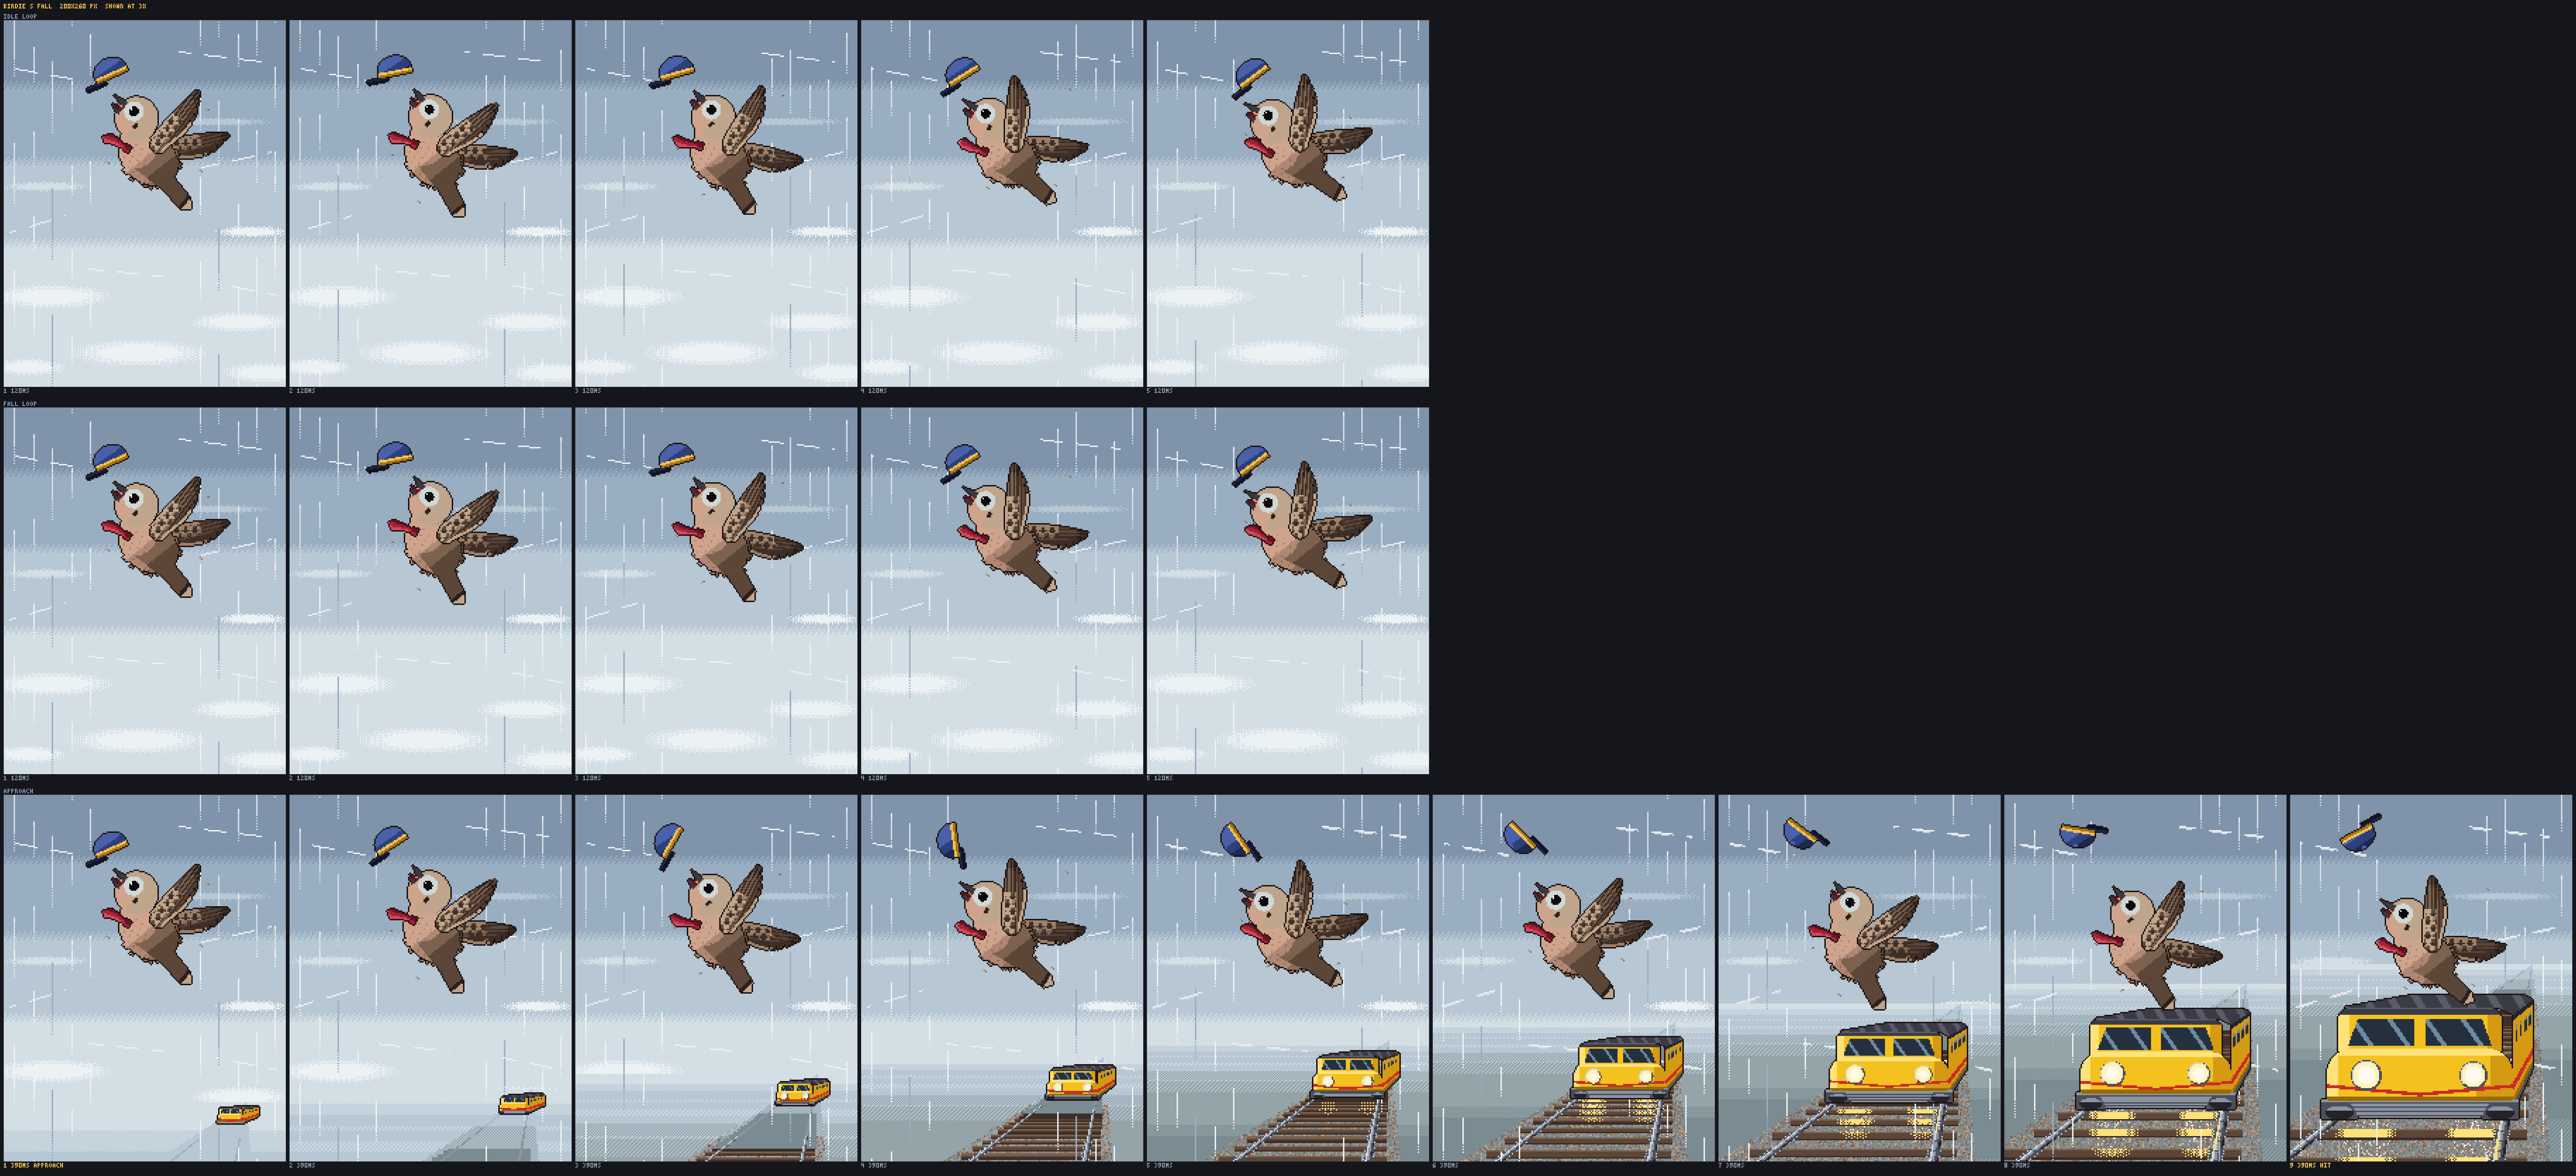 BIRDIE S FALL 200X260 PX SHOWN AT 3X
IDLE LOOP
1 120MS
2 120MS
3 120MS
4 120MS
5 120MS
FALL LOOP
1 120MS
2 120MS
3 120MS
4 120MS
5 120MS
APPROACH
1 390MS APPROACH
2 390MS
3 390MS
4 390MS
5 390MS
6 390MS
7 390MS
8 390MS
9 390MS HIT